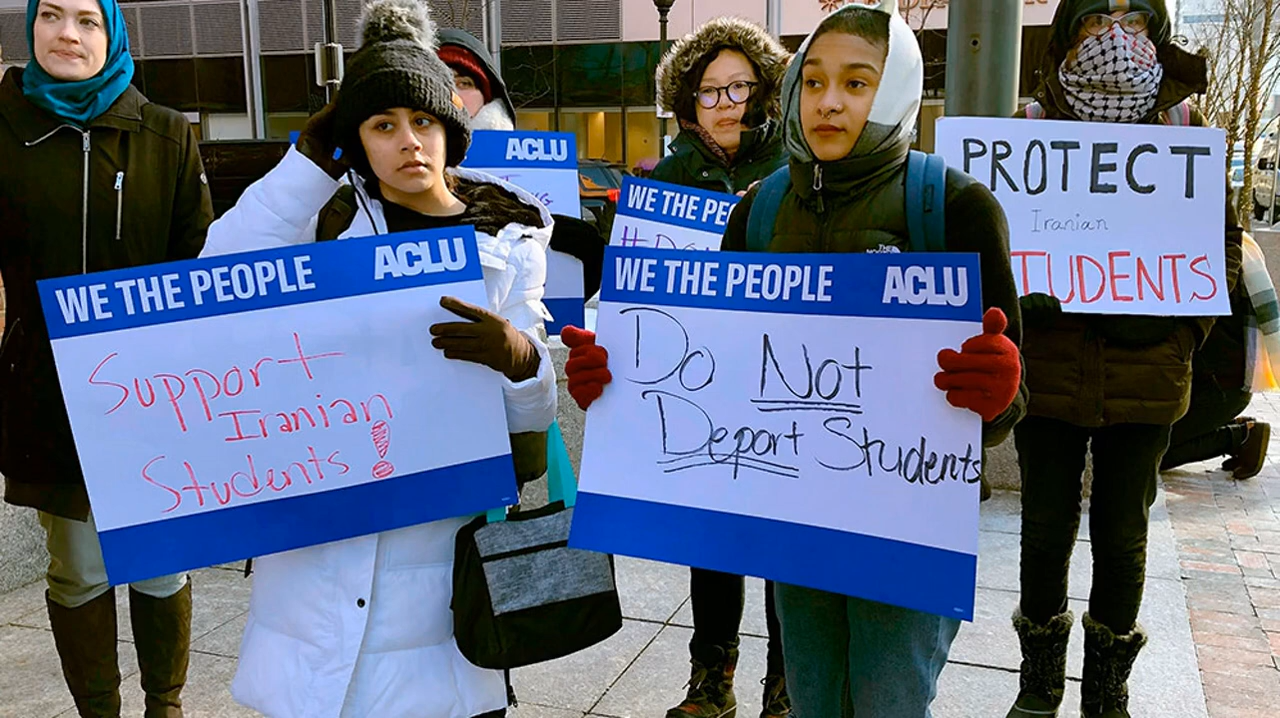 WE THE PEOPLE ACLU
Support
Iranian
Students!
ACLU
WE THE
WE THE PEOPLE ACLU
Do Not
Deport Students
PROTECT
Iranian
STUDENTS